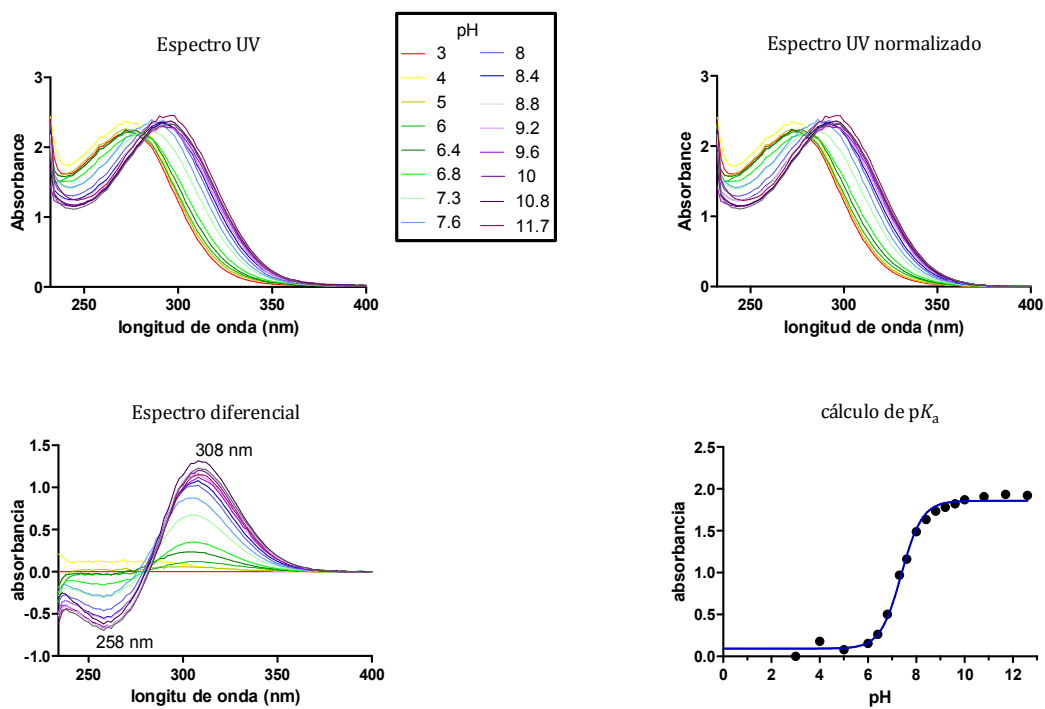 Espectro UV
3
2
1
0
Absorbance
250 300 350 400
longitud de onda (nm)
pH
3 8
4 8.4
5 8.8
6 9.2
6.4 9.6
6.8 10
7.3 10.8
7.6 11.7
Espectro UV normalizado
3
2
1
0
Absorbance
250 300 350 400
longitud de onda (nm)
Espectro diferencial
1.5
1.0
0.5
0.0
-0.5
-1.0
absorbancia
308 nm
258 nm
250 300 350 400
longitu de onda (nm)
cálculo de pKa
2.5
2.0
1.5
1.0
0.5
0.0
absorbancia
0 2 4 6 8 10 12
pH